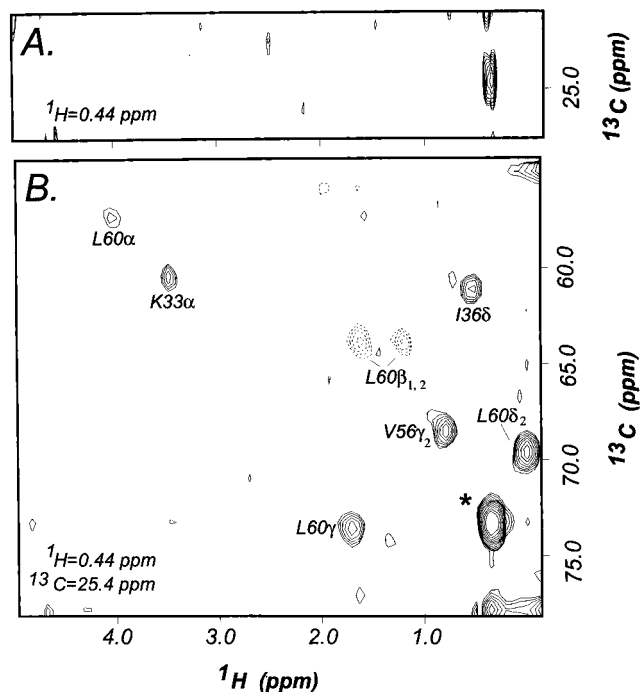 A.
¹H=0.44 ppm
25.0
¹³C (ppm)
B.
L60α
K33α
I36δ
L60β₁,₂
V56γ₂
L60δ₂
*
L60γ
¹H=0.44 ppm
¹³C=25.4 ppm
60.0
65.0
70.0
75.0
¹³C (ppm)
4.0 3.0 2.0 1.0
¹H (ppm)